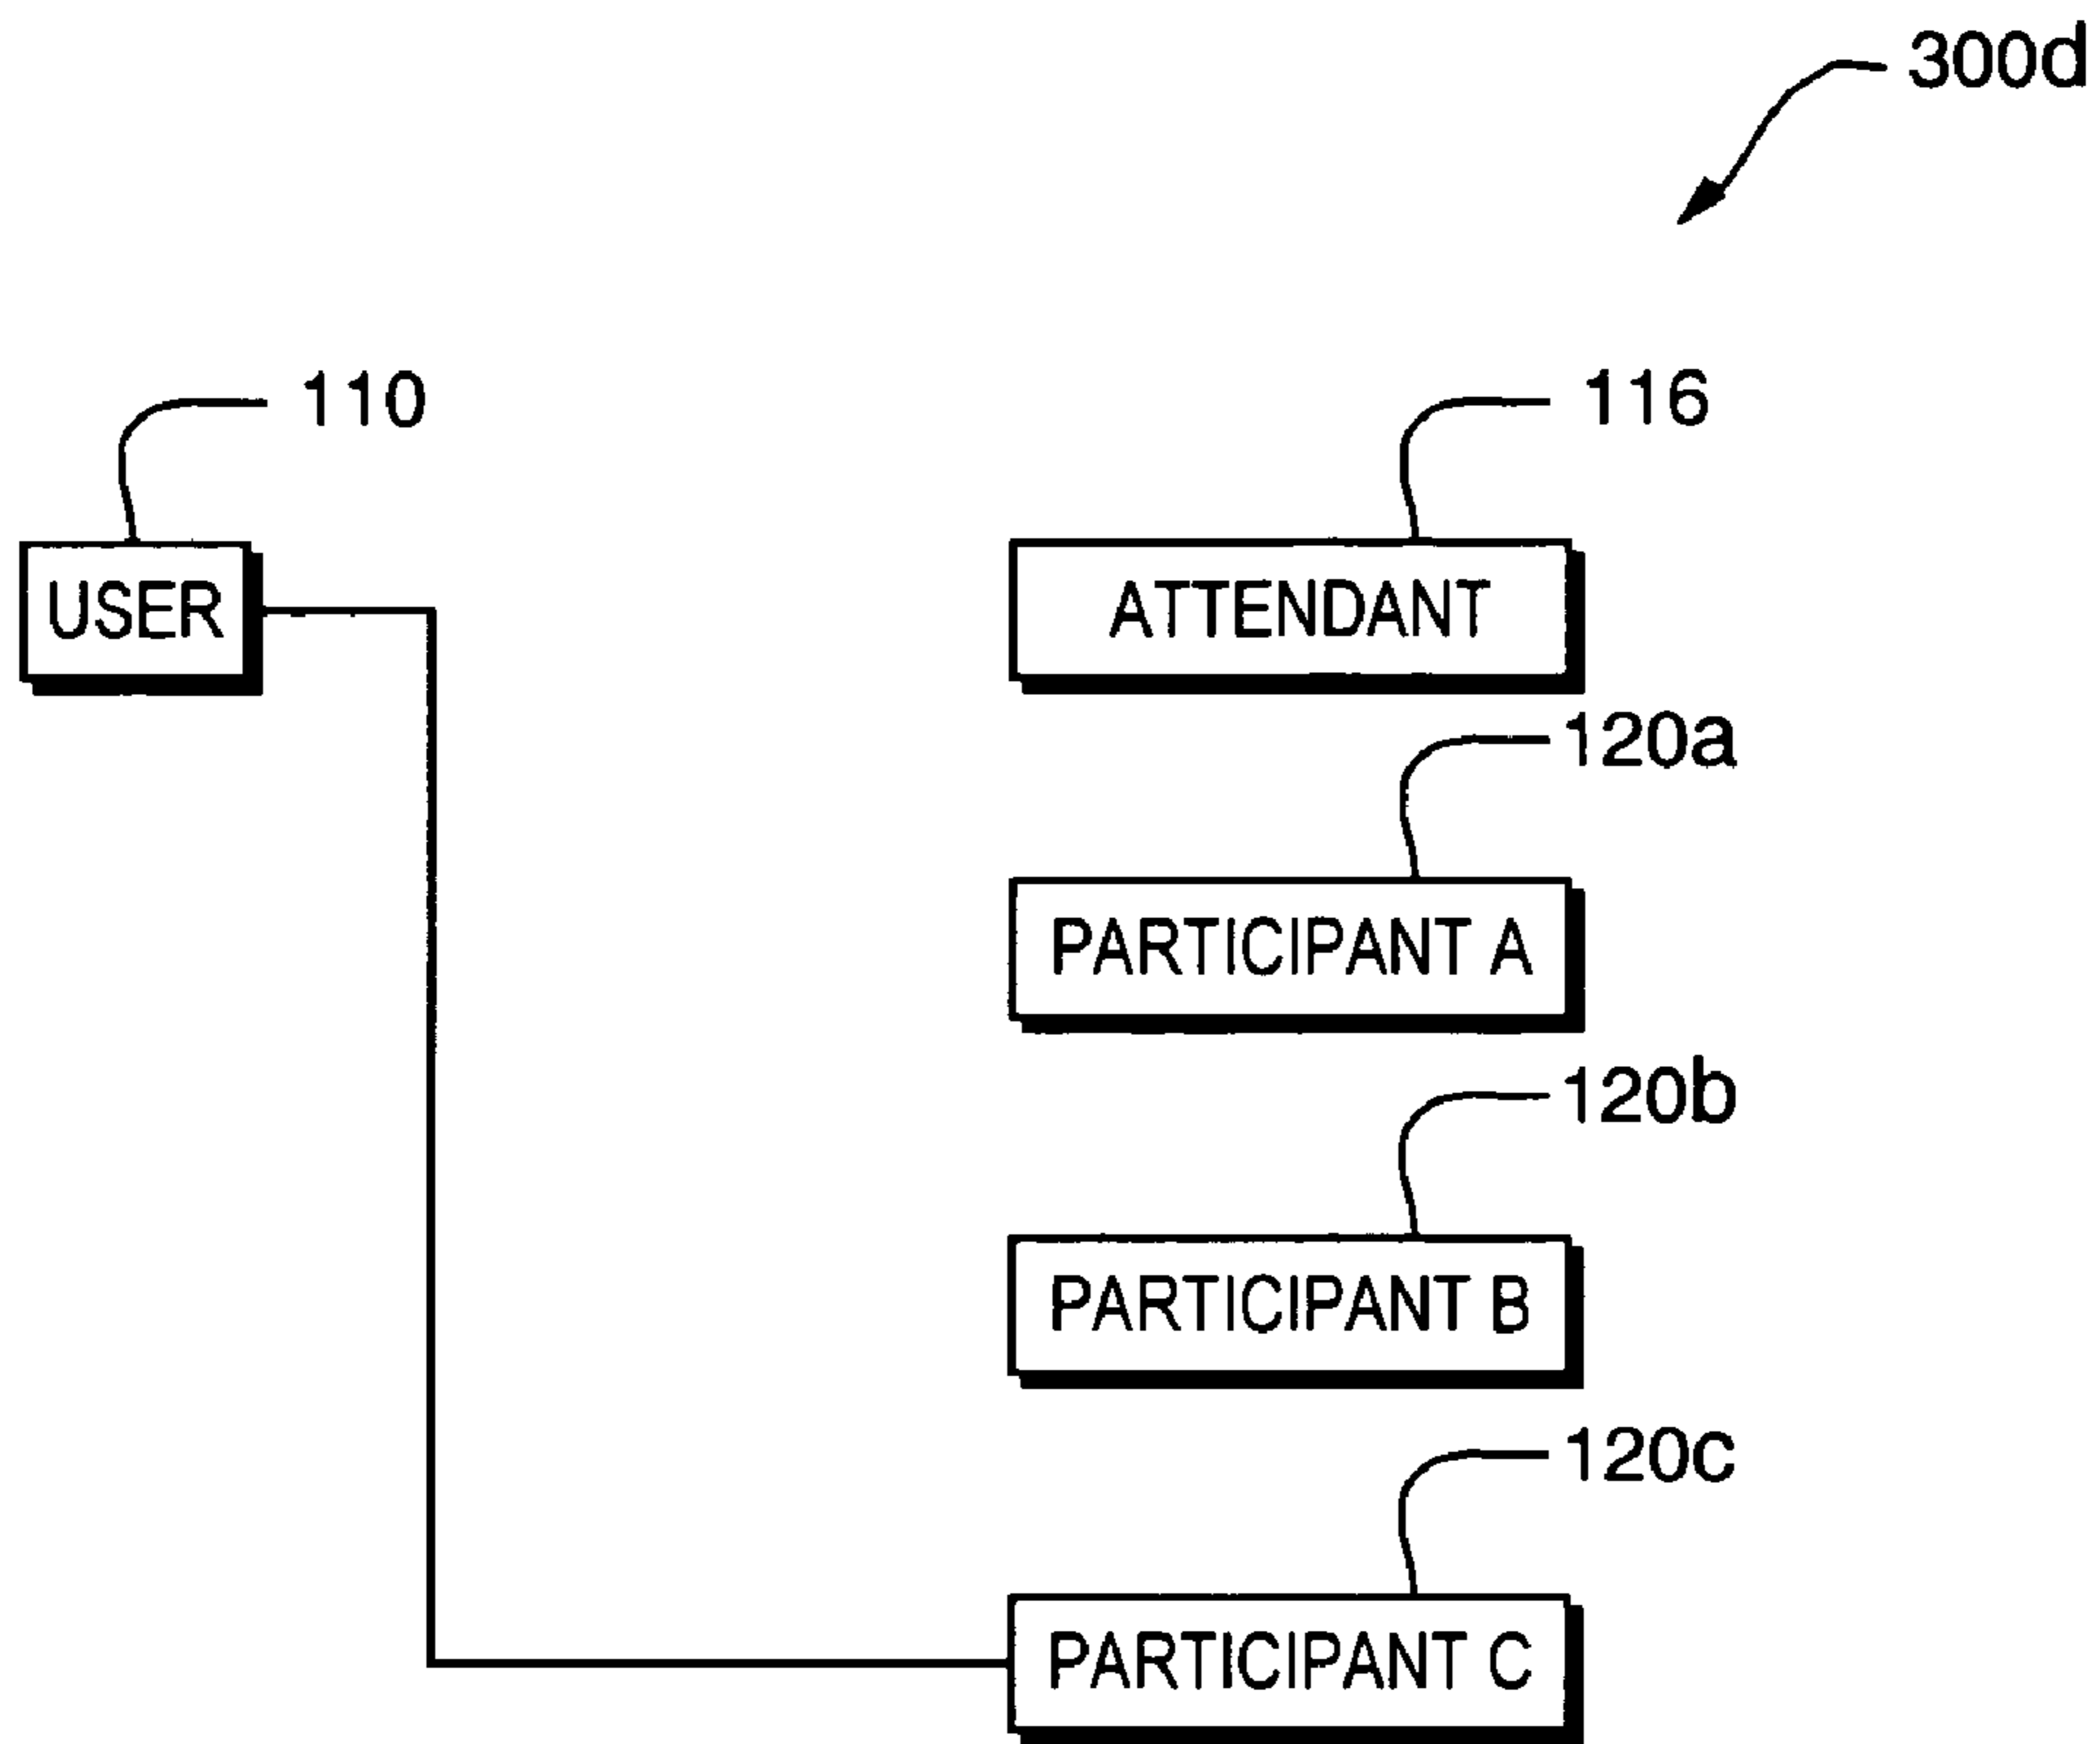 300d
110
116
USER
ATTENDANT
120a
PARTICIPANT A
120b
PARTICIPANT B
120c
PARTICIPANT C